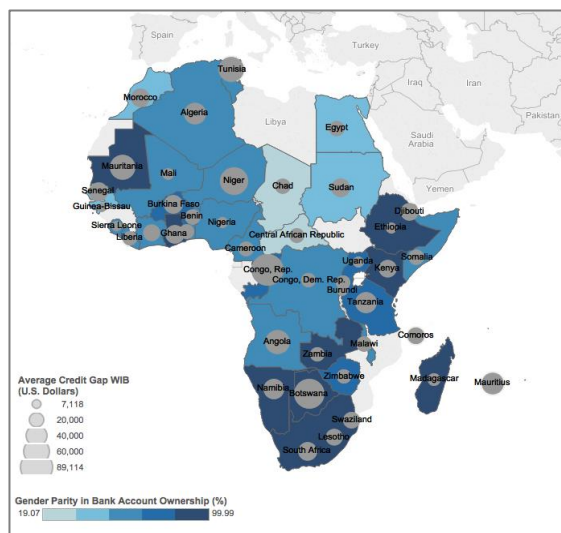 Spain
Turkey
Tunisia
Iraq
Iran
Morocco
Algeria
Libya
Egypt
Pakistan
Saudi
Arabia
Mauritania
Mali
Niger
Chad
Sudan
Yemen
Senegal
Guinea-Bissau
Burkina Faso
Benin
Nigeria
Djibouti
Ethiopia
Sierra Leone
Liberia
Ghana
Central African Republic
Cameroon
Somalia
Uganda
Congo, Rep.
Kenya
Congo, Dem. Rep.
Burundi
Tanzania
Angola
Comoros
Malawi
Zambia
Zimbabwe
Madagascar
Mauritius
Namibia
Botswana
Swaziland
Lesotho
South Africa
Average Credit Gap WIB
(U.S. Dollars)
7,118
20,000
40,000
60,000
89,114
Gender Parity in Bank Account Ownership (%)
19.07 99.99